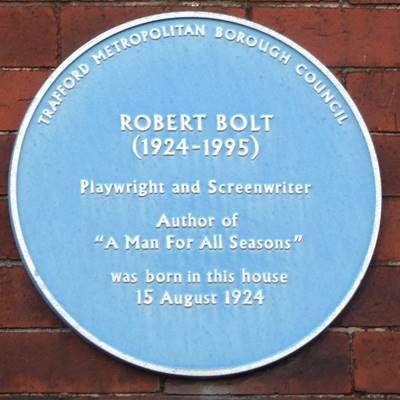 TRAFFORD METROPOLITAN BOROUGH COUNCIL
ROBERT BOLT
(1924-1995)
Playwright and Screenwriter
Author of
"A Man For All Seasons"
was born in this house
15 August 1924